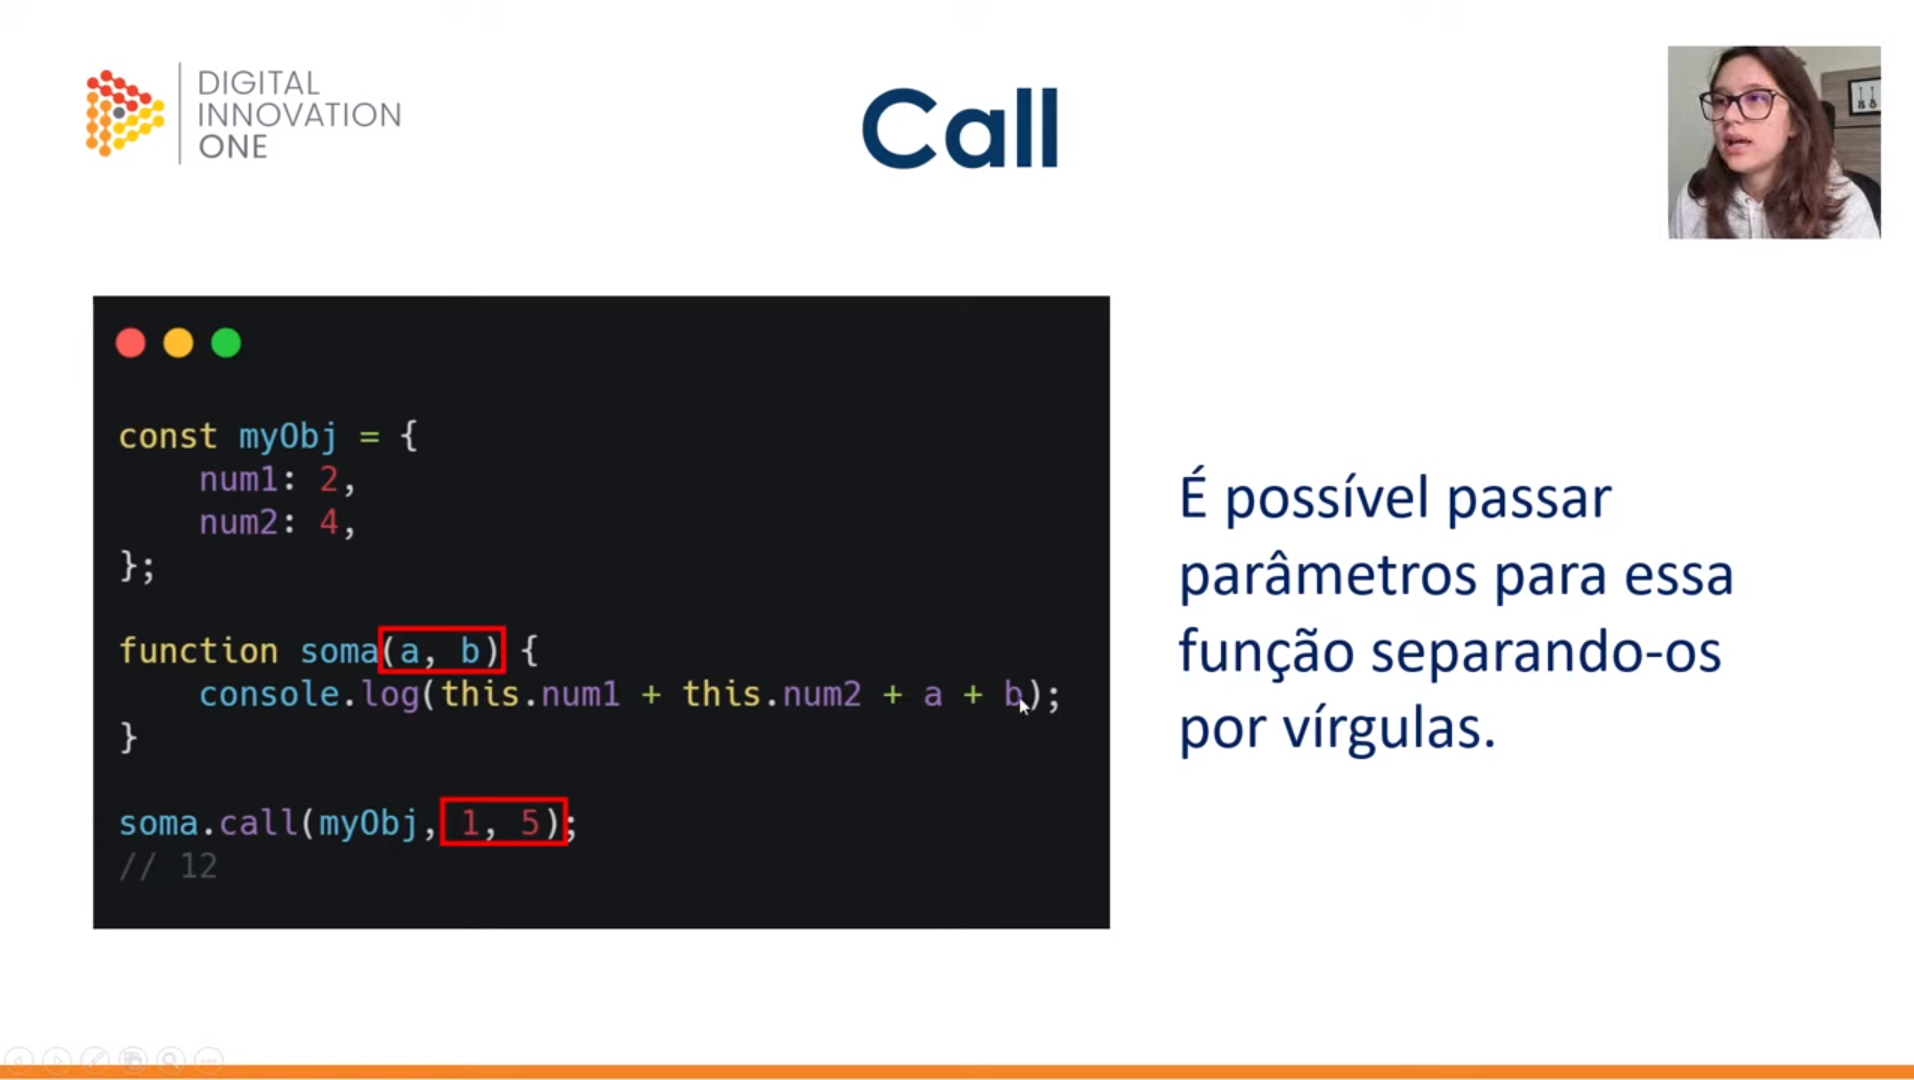 DIGITAL
INNOVATION
ONE
Call
const myObj = {
    num1: 2,
    num2: 4,
};
function soma(a, b) {
    console.log(this.num1 + this.num2 + a + b);
}
soma.call(myObj, 1, 5);
// 12
É possível passar
parâmetros para essa
função separando-os
por vírgulas.